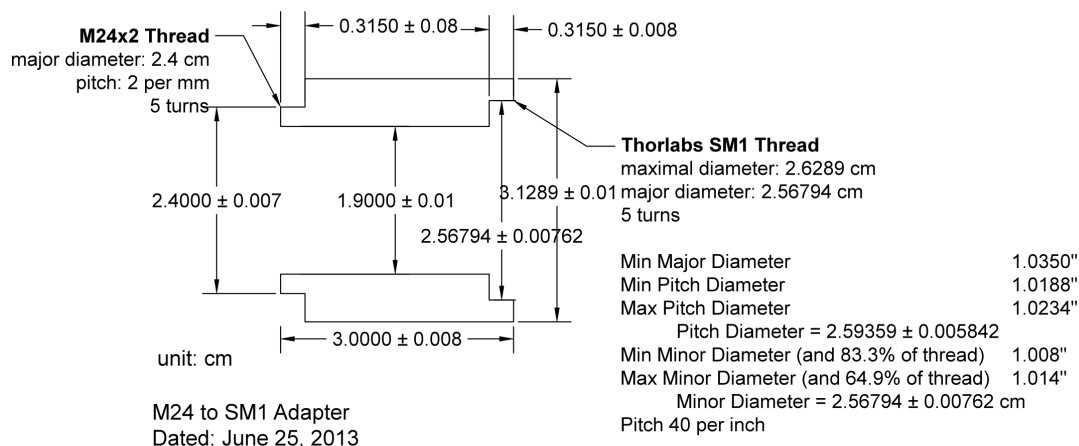 0.3150 ± 0.08
0.3150 ± 0.008
M24x2 Thread
major diameter: 2.4 cm
pitch: 2 per mm
5 turns
Thorlabs SM1 Thread
maximal diameter: 2.6289 cm
major diameter: 2.56794 cm
5 turns
3.1289 ± 0.01
2.4000 ± 0.007
1.9000 ± 0.01
2.56794 ± 0.00762
Min Major Diameter 1.0350"
Min Pitch Diameter 1.0188"
Max Pitch Diameter 1.0234"
Pitch Diameter = 2.59359 ± 0.005842
Min Minor Diameter (and 83.3% of thread) 1.008"
Max Minor Diameter (and 64.9% of thread) 1.014"
Minor Diameter = 2.56794 ± 0.00762 cm
Pitch 40 per inch
3.0000 ± 0.008
unit: cm
M24 to SM1 Adapter
Dated: June 25, 2013